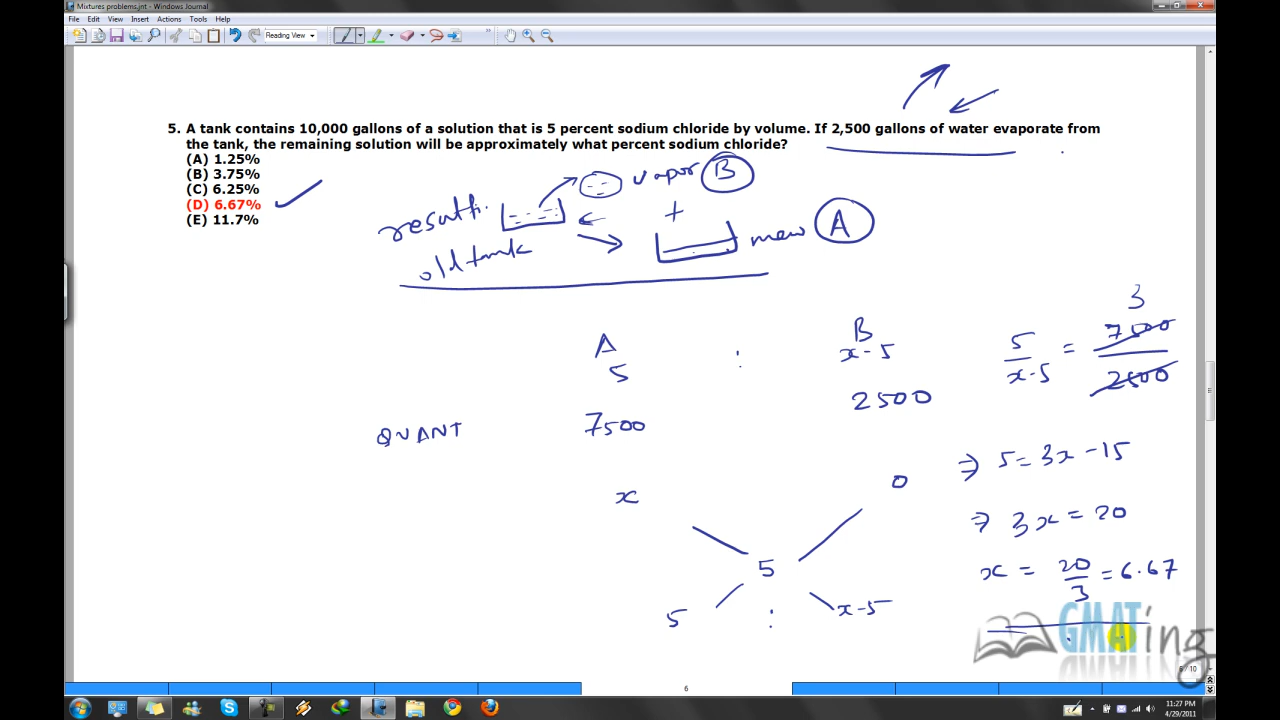 Mixtures problems.jnt - Windows Journal
File Edit View Insert Actions Tools Help
Reading View
5. A tank contains 10,000 gallons of a solution that is 5 percent sodium chloride by volume. If 2,500 gallons of water evaporate from
the tank, the remaining solution will be approximately what percent sodium chloride?
(A) 1.25%
(B) 3.75%
(C) 6.25%
(D) 6.67%
(E) 11.7%
vapor B
+
old tank
new A
A : B
5 x-5
QUANT 7500 2500
x 0
5
5 : x-5
3
5/x-5 = 7500/2500
⇒ 5 = 3x - 15
⇒ 3x = 20
x = 20/3 = 6.67
GMATing
6 / 10
6
11:27 PM
4/29/2011